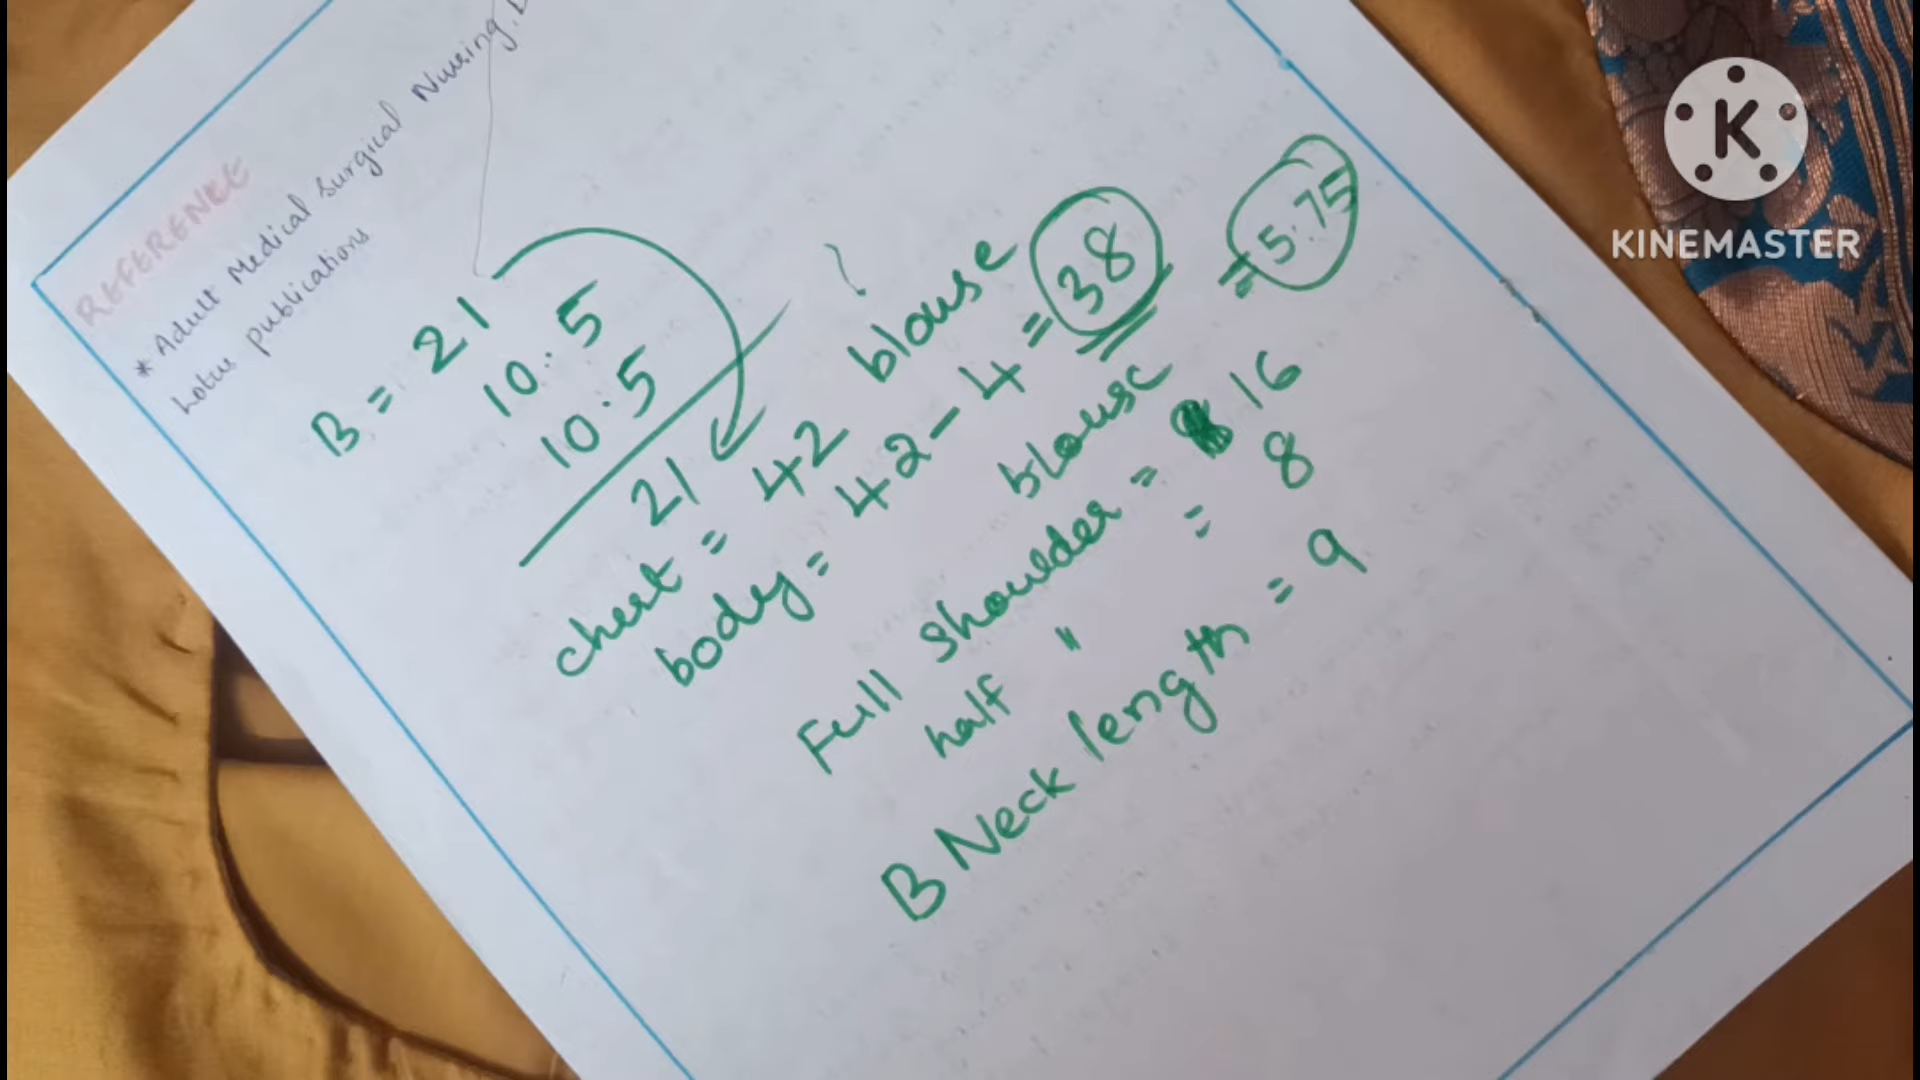 REFERENCE
* Adult Medical Surgical Nursing,
Lotus publications
B = 21
10.5
10.5
21
chest = 42 blouse
body = 42 - 4 = 38
blouse = 5.75
Full shoulder = 16
half " = 8
B Neck length = 9
K
KINEMASTER